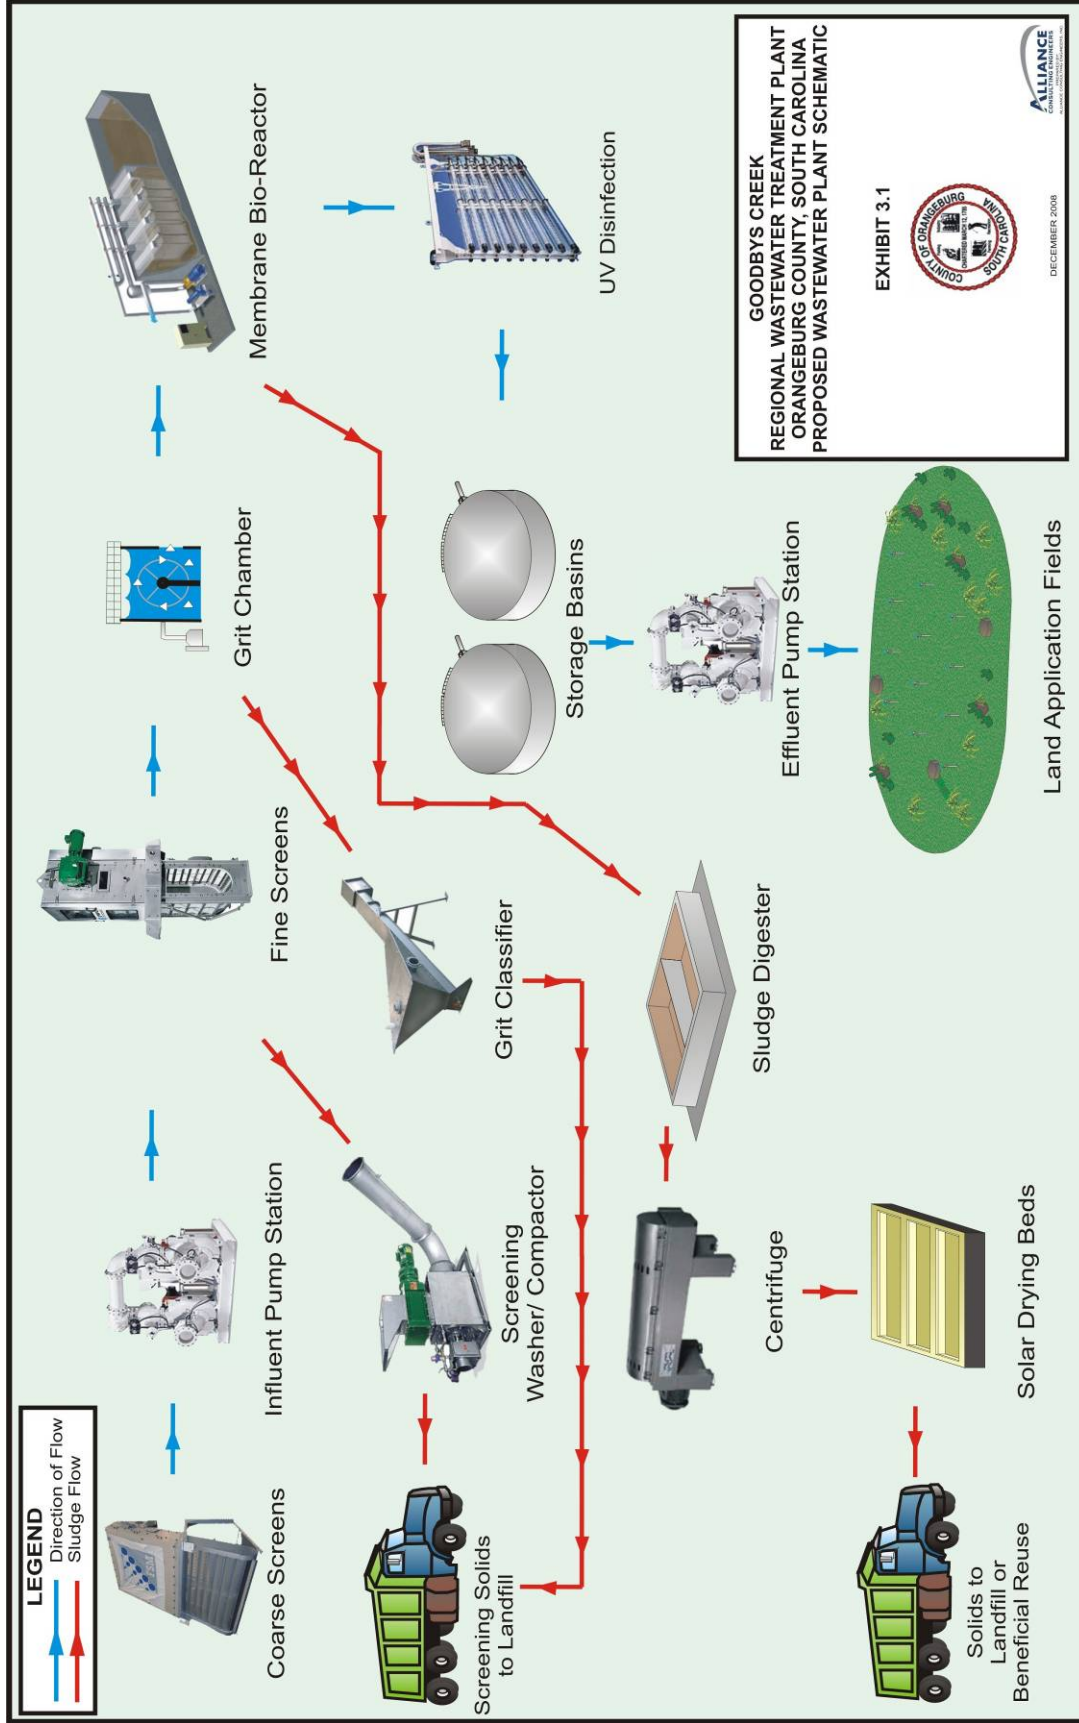 LEGEND
Direction of Flow
Sludge Flow
Coarse Screens
Influent Pump Station
Fine Screens
Grit Chamber
Membrane Bio-Reactor
Screening Solids
to Landfill
Screening
Washer/ Compactor
Grit Classifier
Storage Basins
UV Disinfection
Centrifuge
Sludge Digester
Effluent Pump Station
Solids to
Landfill or
Beneficial Reuse
Solar Drying Beds
Land Application Fields
GOODBYS CREEK
REGIONAL WASTEWATER TREATMENT PLANT
ORANGEBURG COUNTY, SOUTH CAROLINA
PROPOSED WASTEWATER PLANT SCHEMATIC
EXHIBIT 3.1
COUNTY OF ORANGEBURG
SOUTH CAROLINA
DECEMBER 2008
ALLIANCE
CONSULTING ENGINEERS